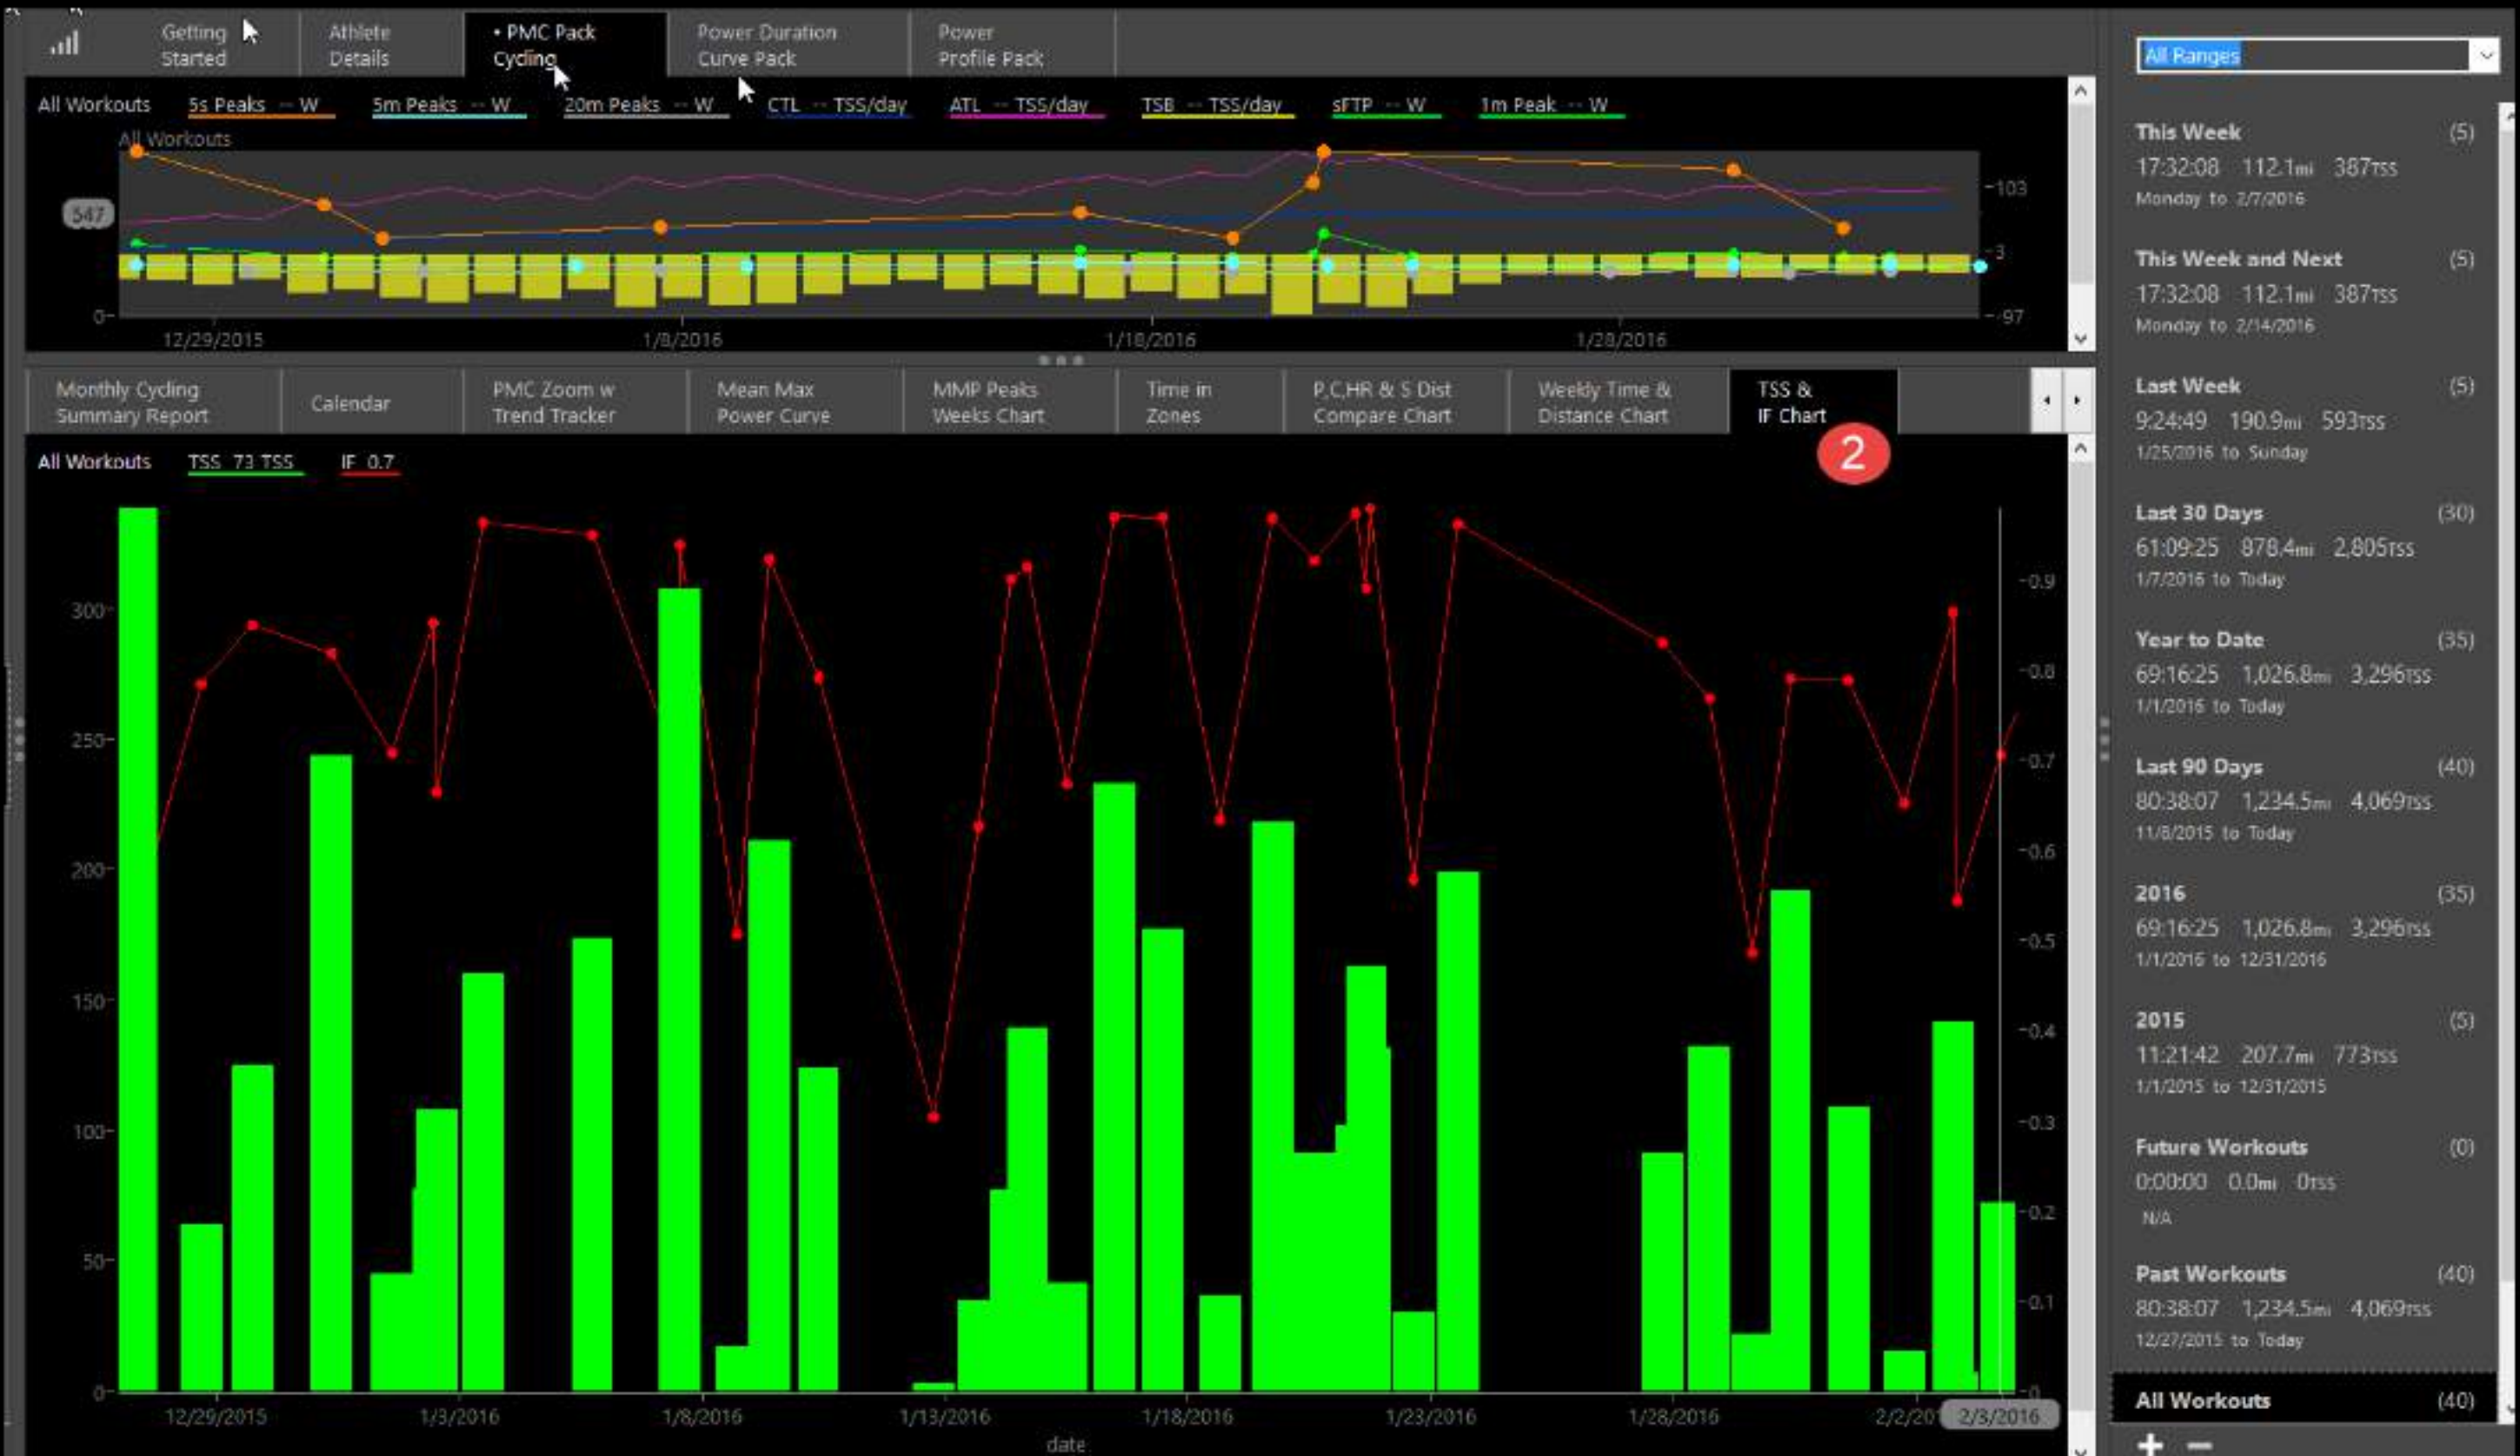 Getting
Started
Athlete
Details
• PMC Pack
Cycling
Power Duration
Curve Pack
Power
Profile Pack
All Workouts 5s Peaks -- W 5m Peaks -- W 20m Peaks -- W CTL -- TSS/day ATL -- TSS/day TSB -- TSS/day sFTP -- W 1m Peak -- W
All Workouts
547
0
103
3
-97
12/29/2015 1/8/2016 1/18/2016 1/28/2016
Monthly Cycling
Summary Report
Calendar
PMC Zoom w
Trend Tracker
Mean Max
Power Curve
MMP Peaks
Weeks Chart
Time in
Zones
P,C,HR & S Dist
Compare Chart
Weekly Time &
Distance Chart
TSS &
IF Chart
2
All Workouts TSS 73 TSS IF 0.7
300
250
200
150
100
50
0
0.9
0.8
0.7
0.6
0.5
0.4
0.3
0.2
0.1
0
12/29/2015 1/3/2016 1/8/2016 1/13/2016 1/18/2016 1/23/2016 1/28/2016 2/2/201 2/3/2016
date
All Ranges
This Week (5)
17:32:08 112.1mi 387TSS
Monday to 2/7/2016
This Week and Next (5)
17:32:08 112.1mi 387TSS
Monday to 2/14/2016
Last Week (5)
9:24:49 190.9mi 593TSS
1/25/2016 to Sunday
Last 30 Days (30)
61:09:25 878.4mi 2,805TSS
1/7/2016 to Today
Year to Date (35)
69:16:25 1,026.8mi 3,296TSS
1/1/2016 to Today
Last 90 Days (40)
80:38:07 1,234.5mi 4,069TSS
11/8/2015 to Today
2016 (35)
69:16:25 1,026.8mi 3,296TSS
1/1/2016 to 12/31/2016
2015 (5)
11:21:42 207.7mi 773TSS
1/1/2015 to 12/31/2015
Future Workouts (0)
0:00:00 0.0mi 0TSS
N/A
Past Workouts (40)
80:38:07 1,234.5mi 4,069TSS
12/27/2015 to Today
All Workouts (40)